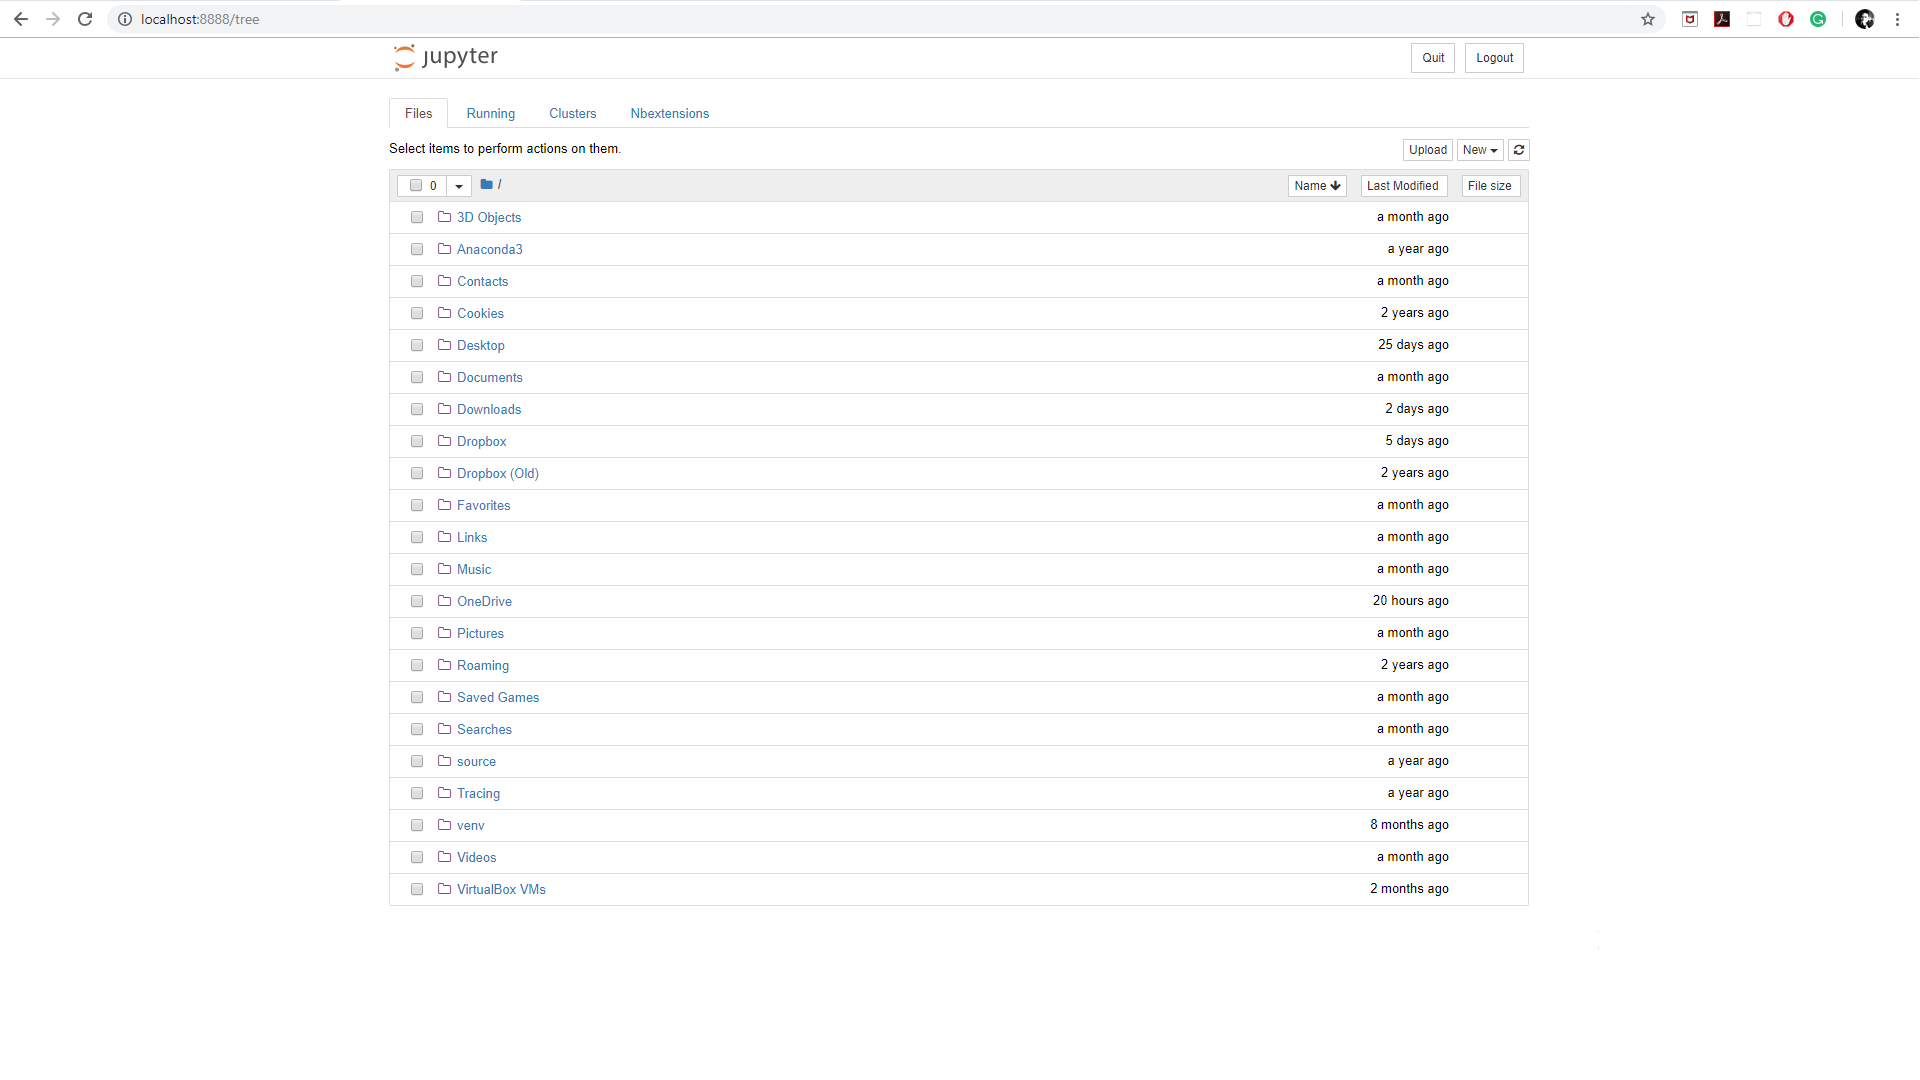 localhost:8888/tree
jupyter
Quit Logout
Files Running Clusters Nbextensions
Select items to perform actions on them.
Upload New
0 / Name Last Modified File size
3D Objects a month ago
Anaconda3 a year ago
Contacts a month ago
Cookies 2 years ago
Desktop 25 days ago
Documents a month ago
Downloads 2 days ago
Dropbox 5 days ago
Dropbox (Old) 2 years ago
Favorites a month ago
Links a month ago
Music a month ago
OneDrive 20 hours ago
Pictures a month ago
Roaming 2 years ago
Saved Games a month ago
Searches a month ago
source a year ago
Tracing a year ago
venv 8 months ago
Videos a month ago
VirtualBox VMs 2 months ago